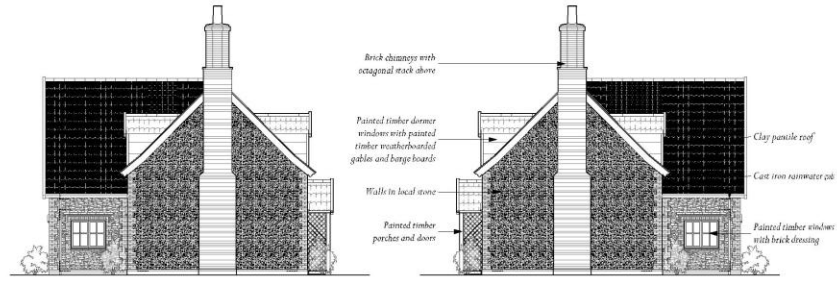 Brick chimneys with
octagonal stack above
Painted timber dormer
windows with painted
timber weatherboarded
gables and barge boards
Walls in local stone
Painted timber
porches and doors
Clay pantile roof
Cast iron rainwater
Painted timber windows
with brick dressing